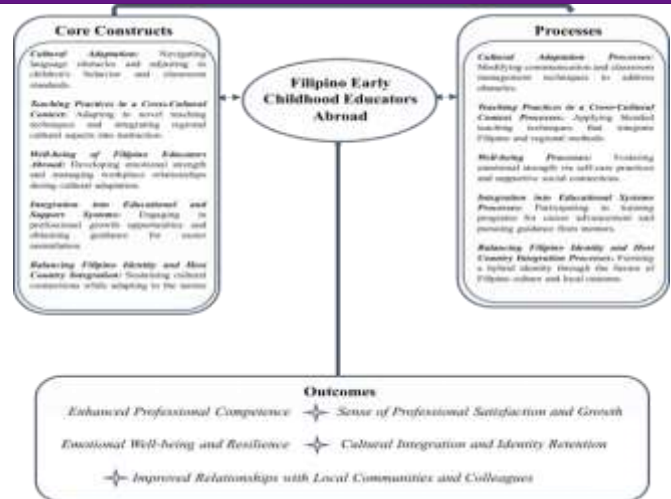 Core Constructs
Cultural Adaptation: Navigating
language obstacles and adjusting to
children's behavior and classroom
standards.
Teaching Practices in a Cross-Cultural
Context: Adapting to novel teaching
techniques and integrating regional
cultural aspects into instruction.
Well-being of Filipino Educators
Abroad: Developing emotional strength
and managing workplace relationships
during cultural adaptation.
Integration into Educational and
Support Systems: Engaging in
professional growth opportunities and
obtaining guidance for easier
assimilation.
Balancing Filipino Identity and Host
Country Integration: Sustaining cultural
connections while adapting to the
Filipino Early
Childhood Educators
Abroad
Processes
Cultural Adaptation Processes:
Modifying communication and classroom
management techniques to address
obstacles.
Teaching Practices in a Cross-Cultural
Context Processes: Applying blended
teaching techniques that integrate
Filipino and regional methods.
Well-being Processes: Fostering
emotional strength via self-care practices
and supportive social connections.
Integration into Educational Systems
Processes: Participating in training
programs for career advancement and
pursuing guidance from mentors.
Balancing Filipino Identity and Host
Country Integration Processes: Forming
a hybrid identity through the of
Filipino culture and local customs.
Outcomes
Enhanced Professional Competence Sense of Professional Satisfaction and Growth
Emotional Well-being and Resilience Cultural Integration and Identity Retention
Improved Relationships with Local Communities and Colleagues